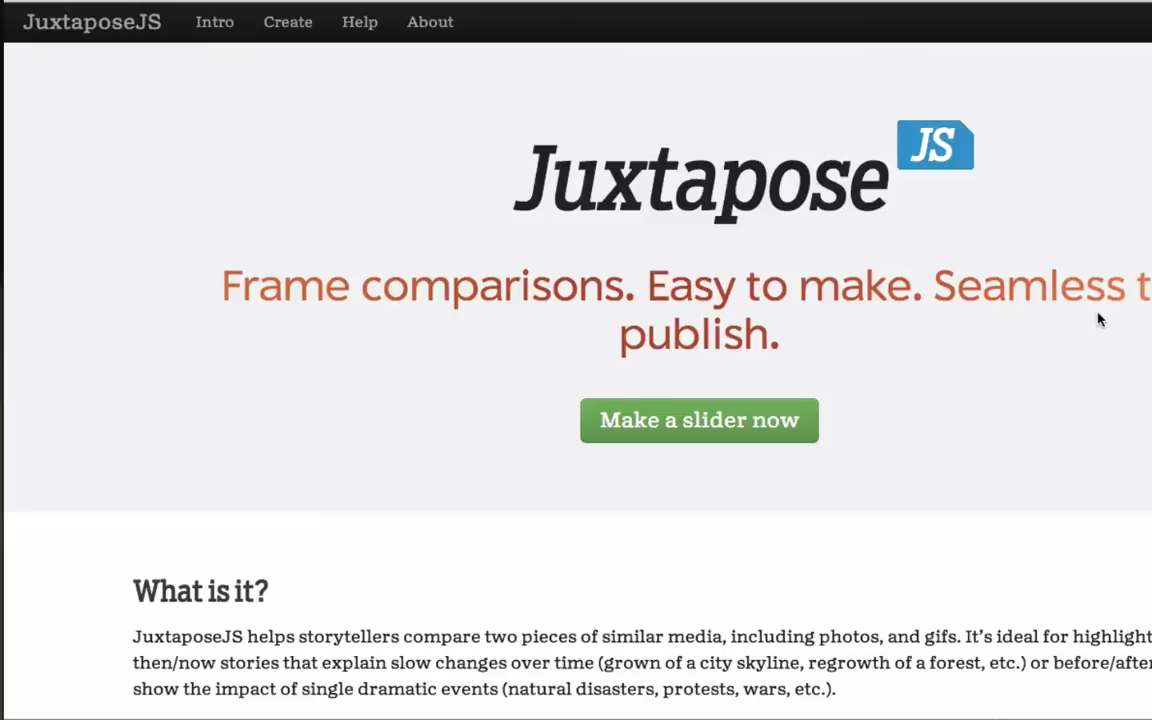 JuxtaposeJS Intro Create Help About
Juxtapose JS
Frame comparisons. Easy to make. Seamless t
publish.
Make a slider now
What is it?
JuxtaposeJS helps storytellers compare two pieces of similar media, including photos, and gifs. It's ideal for highlight
then/now stories that explain slow changes over time (grown of a city skyline, regrowth of a forest, etc.) or before/after
show the impact of single dramatic events (natural disasters, protests, wars, etc.).